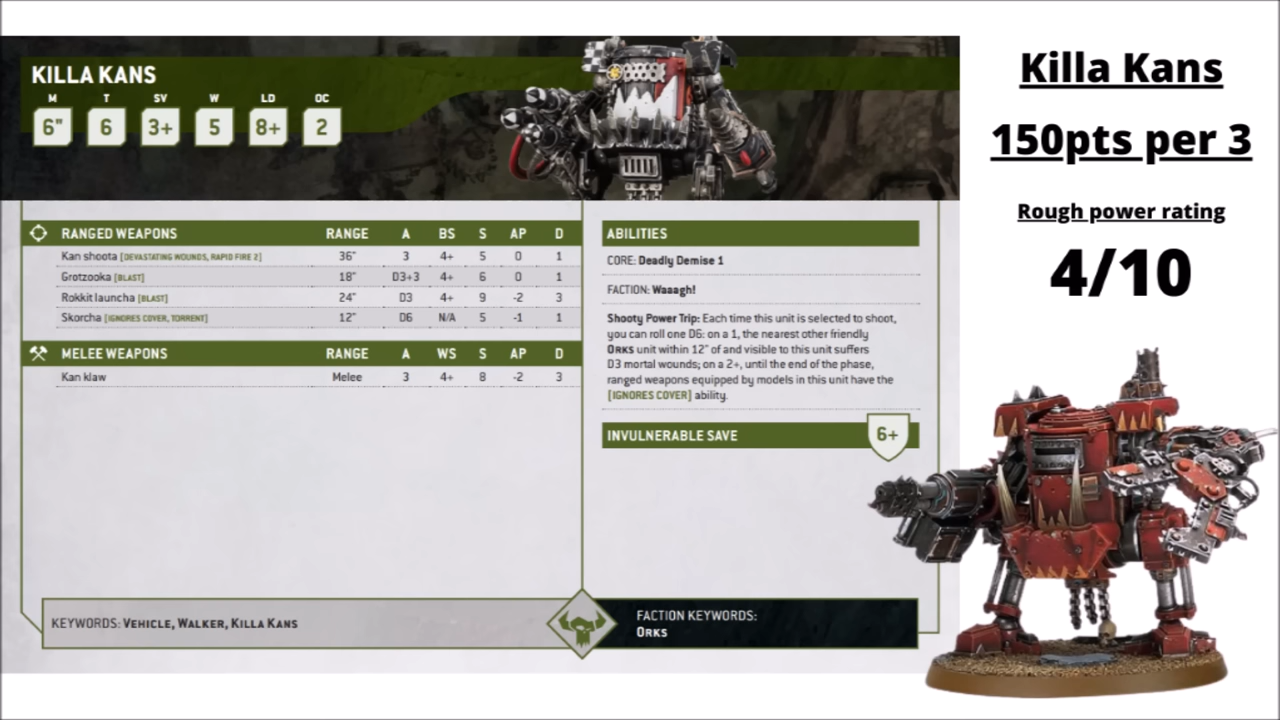 KILLA KANS
M T SV W LD OC
6" 6 3+ 5 8+ 2
RANGED WEAPONS RANGE A BS S AP D
Kan shoota [DEVASTATING WOUNDS, RAPID FIRE 2] 36" 3 4+ 5 0 1
Grotzooka [BLAST] 18" D3+3 4+ 6 0 1
Rokkit launcha [BLAST] 24" D3 4+ 9 -2 3
Skorcha [IGNORES COVER, TORRENT] 12" D6 N/A 5 -1 1
MELEE WEAPONS RANGE A WS S AP D
Kan klaw Melee 3 4+ 8 -2 3
ABILITIES
CORE: Deadly Demise 1
FACTION: Waaagh!
Shooty Power Trip: Each time this unit is selected to shoot,
you can roll one D6: on a 1, the nearest other friendly
ORKS unit within 12" of and visible to this unit suffers
D3 mortal wounds; on a 2+, until the end of the phase,
ranged weapons equipped by models in this unit have the
[IGNORES COVER] ability.
INVULNERABLE SAVE 6+
KEYWORDS: VEHICLE, WALKER, KILLA KANS
FACTION KEYWORDS:
ORKS
Killa Kans
150pts per 3
Rough power rating
4/10